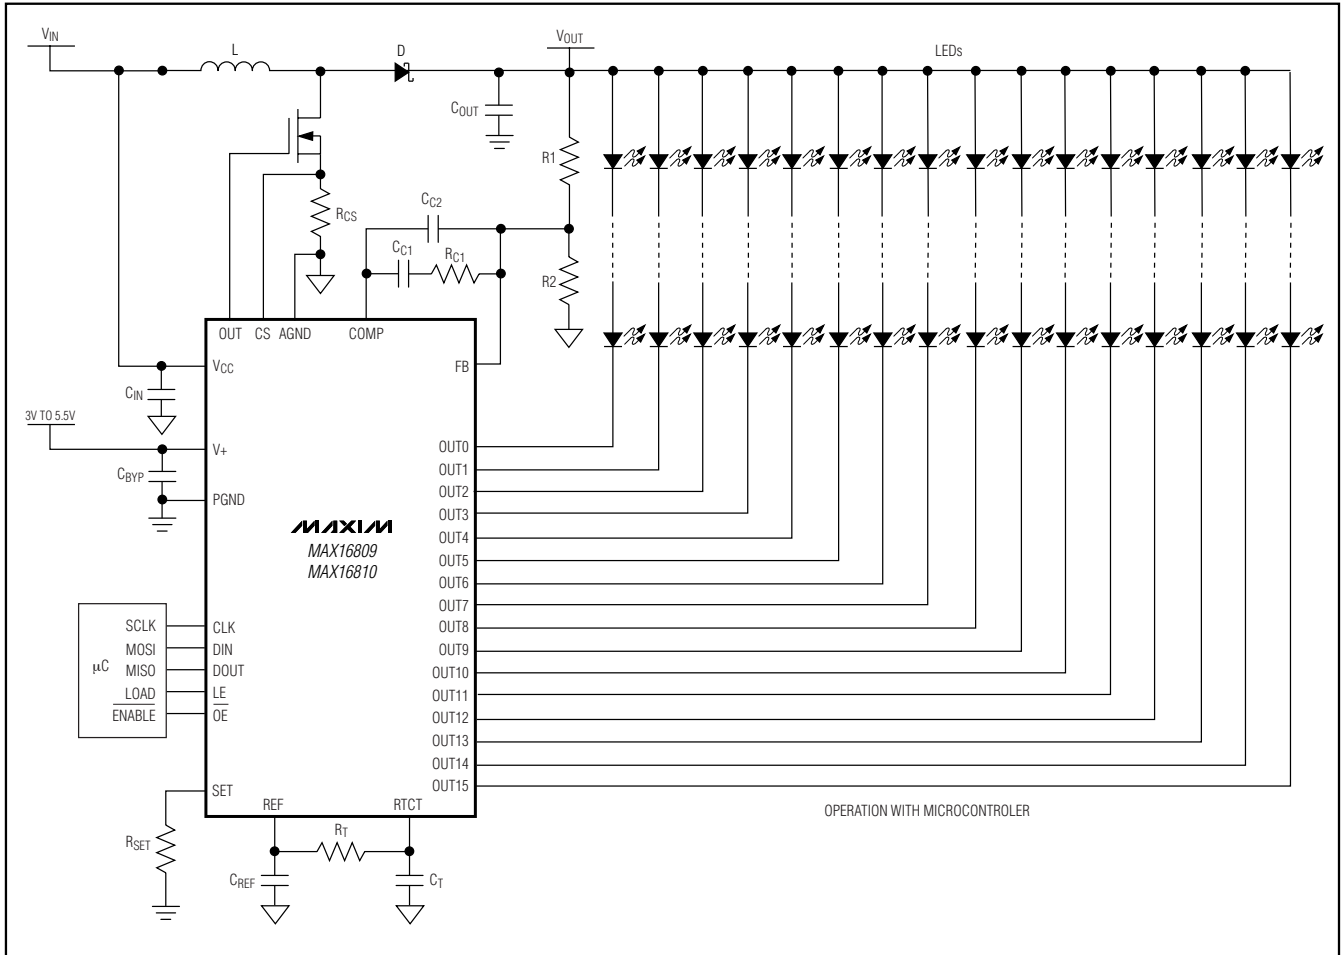 VIN
L
D
VOUT
LEDs
COUT
R1
RCS
CC2
CC1
RC1
R2
OUT
CS
AGND
COMP
VCC
FB
CIN
3V TO 5.5V
V+
CBYP
PGND
MAXIM
MAX16809
MAX16810
OUT0
OUT1
OUT2
OUT3
OUT4
OUT5
OUT6
OUT7
OUT8
OUT9
OUT10
OUT11
OUT12
OUT13
OUT14
OUT15
μC
SCLK
CLK
MOSI
DIN
MISO
DOUT
LOAD
LE
ENABLE
OE
SET
REF
RTCT
OPERATION WITH MICROCONTROLER
RSET
RT
CREF
CT